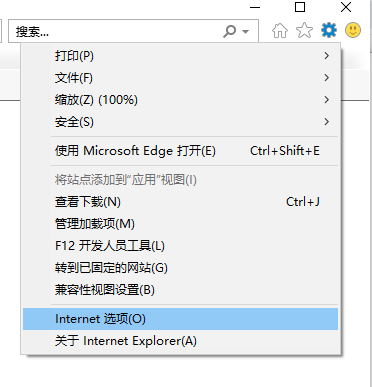 搜索...
打印(P)
文件(F)
缩放(Z) (100%)
安全(S)
使用 Microsoft Edge 打开(E) Ctrl+Shift+E
将站点添加到“应用”视图(I)
查看下载(N) Ctrl+J
管理加载项(M)
F12 开发人员工具(L)
转到已固定的网站(G)
兼容性视图设置(B)
Internet 选项(O)
关于 Internet Explorer(A)